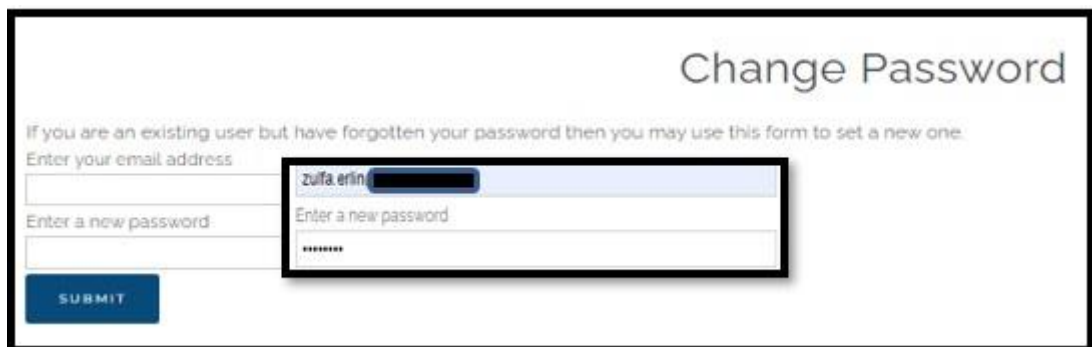 Change Password
If you are an existing user but have forgotten your password then you may use this form to set a new one.
Enter your email address
zulfa.erlin
Enter a new password
Enter a new password
••••••••
SUBMIT